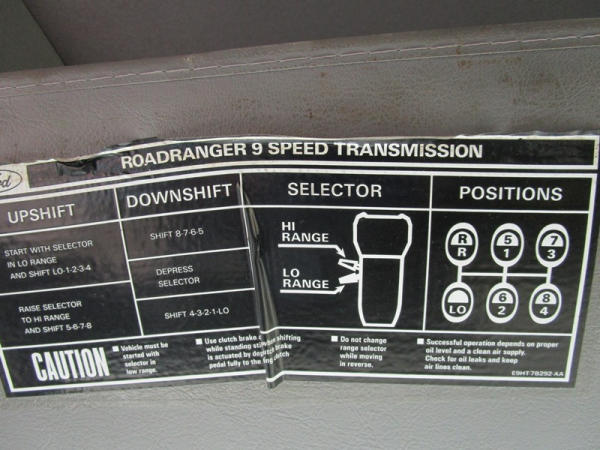 ROADRANGER 9 SPEED TRANSMISSION
UPSHIFT
START WITH SELECTOR
IN LO RANGE
AND SHIFT LO-1-2-3-4
RAISE SELECTOR
TO HI RANGE
AND SHIFT 5-6-7-8
DOWNSHIFT
SHIFT 8-7-6-5
DEPRESS
SELECTOR
SHIFT 4-3-2-1-LO
SELECTOR
HI
RANGE
LO
RANGE
POSITIONS
R 5 7
R 1 3
6 8
LO 2 4
CAUTION
■ Vehicle must be
started with
selector in
low range.
■ Use clutch brake shifting
while standing
is actuated by brake
pedal fully to the
■ Do not change
range selector
while moving
in reverse.
■ Successful operation depends on proper
oil level and a clean air supply.
Check for oil leaks and keep
air lines clean.
E9HT-7B292-AA